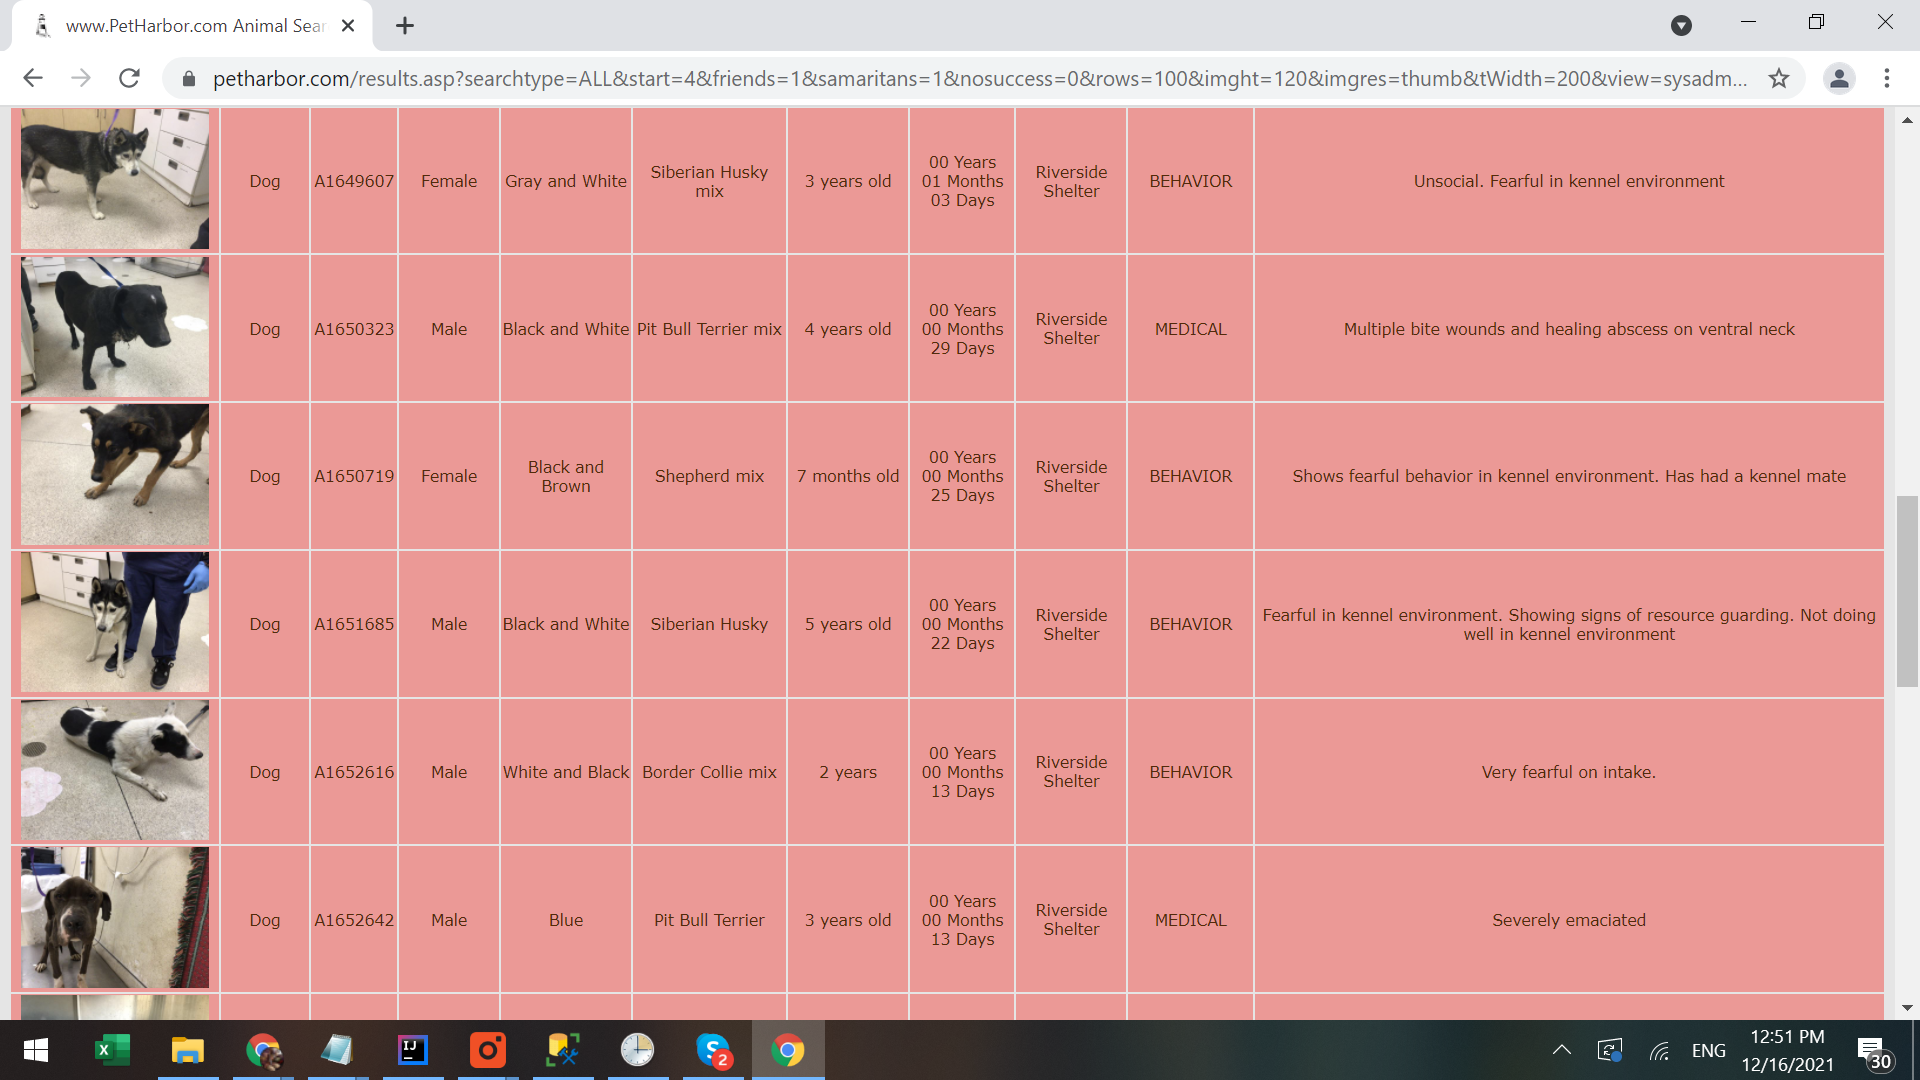 www.PetHarbor.com Animal Sear
petharbor.com/results.asp?searchtype=ALL&start=4&friends=1&samaritans=1&nosuccess=0&rows=100&imght=120&imgres=thumb&tWidth=200&view=sysadm...
Dog
A1649607
Female
Gray and White
Siberian Husky
mix
3 years old
00 Years
01 Months
03 Days
Riverside
Shelter
BEHAVIOR
Unsocial. Fearful in kennel environment
Dog
A1650323
Male
Black and White
Pit Bull Terrier mix
4 years old
00 Years
00 Months
29 Days
Riverside
Shelter
MEDICAL
Multiple bite wounds and healing abscess on ventral neck
Dog
A1650719
Female
Black and
Brown
Shepherd mix
7 months old
00 Years
00 Months
25 Days
Riverside
Shelter
BEHAVIOR
Shows fearful behavior in kennel environment. Has had a kennel mate
Dog
A1651685
Male
Black and White
Siberian Husky
5 years old
00 Years
00 Months
22 Days
Riverside
Shelter
BEHAVIOR
Fearful in kennel environment. Showing signs of resource guarding. Not doing
well in kennel environment
Dog
A1652616
Male
White and Black
Border Collie mix
2 years
00 Years
00 Months
13 Days
Riverside
Shelter
BEHAVIOR
Very fearful on intake.
Dog
A1652642
Male
Blue
Pit Bull Terrier
3 years old
00 Years
00 Months
13 Days
Riverside
Shelter
MEDICAL
Severely emaciated
X
IJ
S
2
ENG
12:51 PM
12/16/2021
30